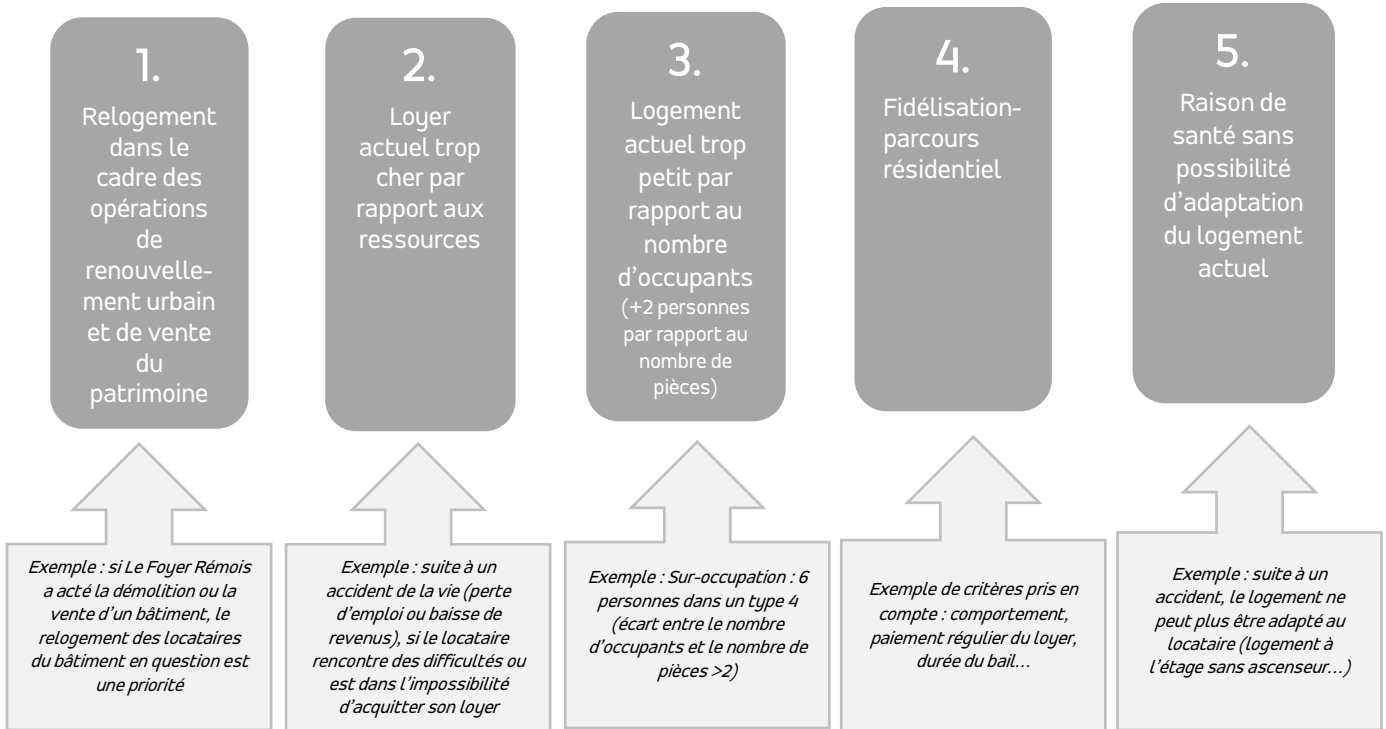 1.
Relogement
dans le
cadre des
opérations
de
renouvelle-
ment urbain
et de vente
du
patrimoine
2.
Loyer
actuel trop
cher par
rapport aux
ressources
3.
Logement
actuel trop
petit par
rapport au
nombre
d'occupants
(+2 personnes
par rapport au
nombre de
pièces)
4.
Fidélisation-
parcours
résidentiel
5.
Raison de
santé sans
possibilité
d'adaptation
du logement
actuel
Exemple : si Le Foyer Rémois
a acté la démolition ou la
vente d'un bâtiment, le
relogement des locataires
du bâtiment en question est
une priorité
Exemple : suite à un
accident de la vie (perte
d'emploi ou baisse de
revenus), si le locataire
rencontre des difficultés ou
est dans l'impossibilité
d'acquitter son loyer
Exemple : Sur-occupation : 6
personnes dans un type 4
(écart entre le nombre
d'occupants et le nombre de
pièces >2)
Exemple de critères pris en
compte : comportement,
paiement régulier du loyer,
durée du bail...
Exemple : suite à un
accident, le logement ne
peut plus être adapté au
locataire (logement à
l'étage sans ascenseur...)